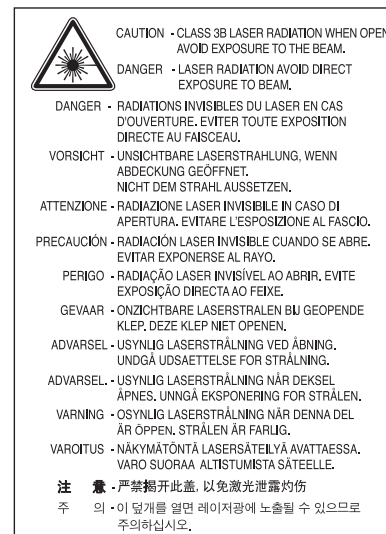 CAUTION - CLASS 3B LASER RADIATION WHEN OPEN
AVOID EXPOSURE TO THE BEAM.
DANGER - LASER RADIATION AVOID DIRECT
EXPOSURE TO BEAM.
DANGER - RADIATIONS INVISIBLES DU LASER EN CAS
D'OUVERTURE. EVITER TOUTE EXPOSITION
DIRECTE AU FAISCEAU.
VORSICHT - UNSICHTBARE LASERSTRAHLUNG, WENN
ABDECKUNG GEÖFFNET.
NICHT DEM STRAHL AUSSETZEN.
ATTENZIONE - RADIAZIONE LASER INVISIBILE IN CASO DI
APERTURA. EVITARE L'ESPOSIZIONE AL FASCIO.
PRECAUCIÓN - RADIACIÓN LASER INVISIBLE CUANDO SE ABRE.
EVITAR EXPONERSE AL RAYO.
PERIGO - RADIAÇÃO LASER INVISÍVEL AO ABRIR. EVITE
EXPOSIÇÃO DIRECTA AO FEIXE.
GEVAAR - ONZICHTBARE LASERSTRALEN BIJ GEOPENDE
KLEP. DEZE KLEP NIET OPENEN.
ADVARSEL - USYNLIG LASERSTRÅLNING VED ÅBNING.
UNDGÅ UDSAETTELSE FOR STRÅLNING.
ADVARSEL. - USYNLIG LASERSTRÅLNING NÅR DEKSEL
ÅPNES. UNNGÅ EKSPONERING FOR STRÅLEN.
VARNING - OSYNLIG LASERSTRÅLNING NÄR DENNA DEL
ÄR ÖPPEN. STRÅLEN ÄR FARLIG.
VAROITUS - NÄKYMÄTÖNTÄ LASERSÄTEILYÄ AVATTAESSA.
VARO SUORAA ALTISTUMISTA SÄTEELLE.
注 意 - 严禁揭开此盖, 以免激光泄露灼伤
주 의 - 이 덮개를 열면 레이저광에 노출될 수 있으므로
주의하십시오.